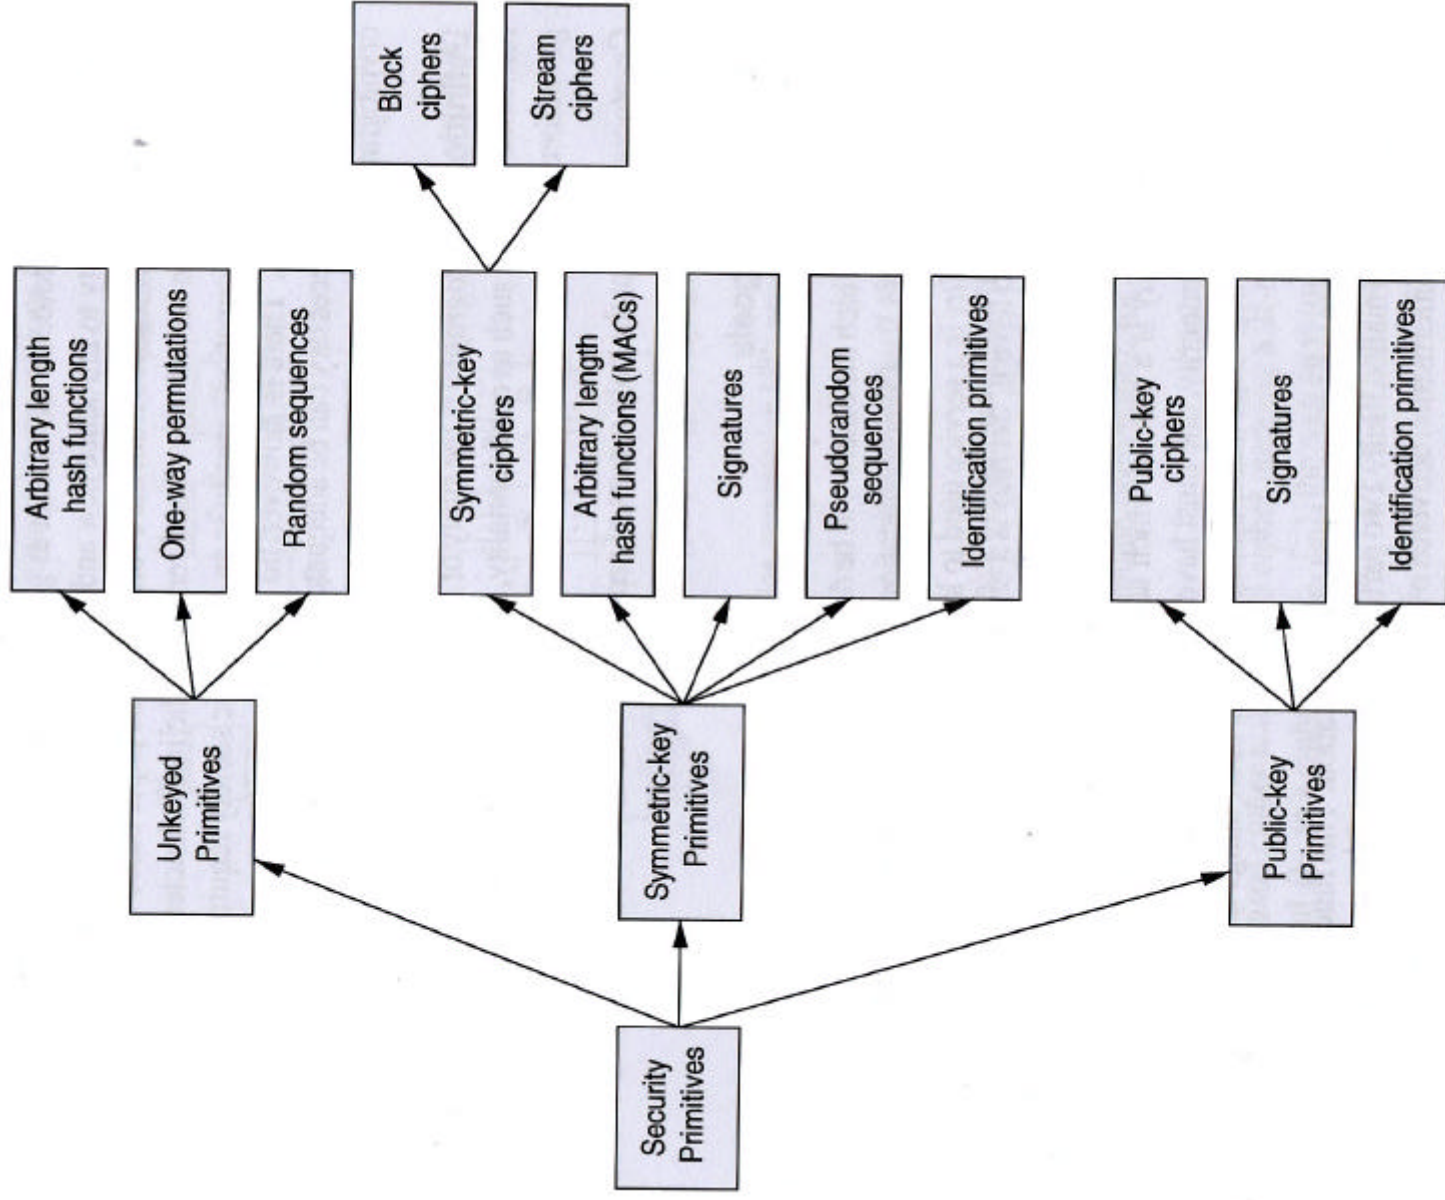 Security
Primitives
Unkeyed
Primitives
Arbitrary length
hash functions
One-way permutations
Random sequences
Symmetric-key
Primitives
Symmetric-key
ciphers
Block
ciphers
Stream
ciphers
Arbitrary length
hash functions (MACs)
Signatures
Pseudorandom
sequences
Identification primitives
Public-key
Primitives
Public-key
ciphers
Signatures
Identification primitives